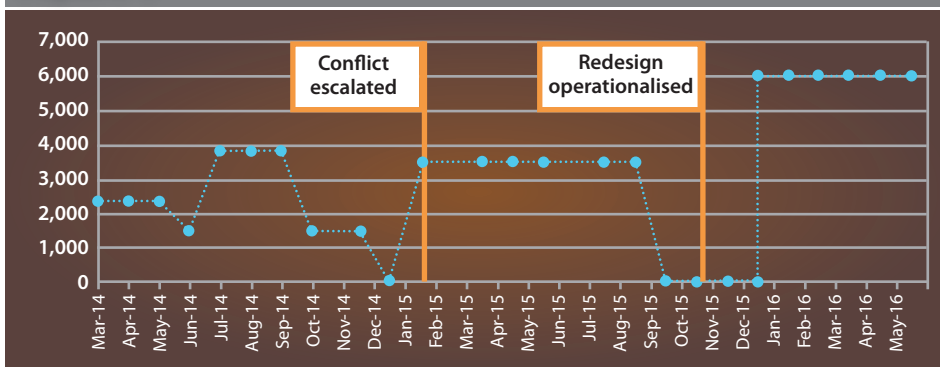 7,000
6,000
5,000
4,000
3,000
2,000
1,000
0
Conflict
escalated
Redesign
operationalised
Mar-14
Apr-14
May-14
Jun-14
Jul-14
Aug-14
Sep-14
Oct-14
Nov-14
Dec-14
Jan-15
Feb-15
Mar-15
Apr-15
May-15
Jun-15
Jul-15
Aug-15
Sep-15
Oct-15
Nov-15
Dec-15
Jan-16
Feb-16
Mar-16
Apr-16
May-16